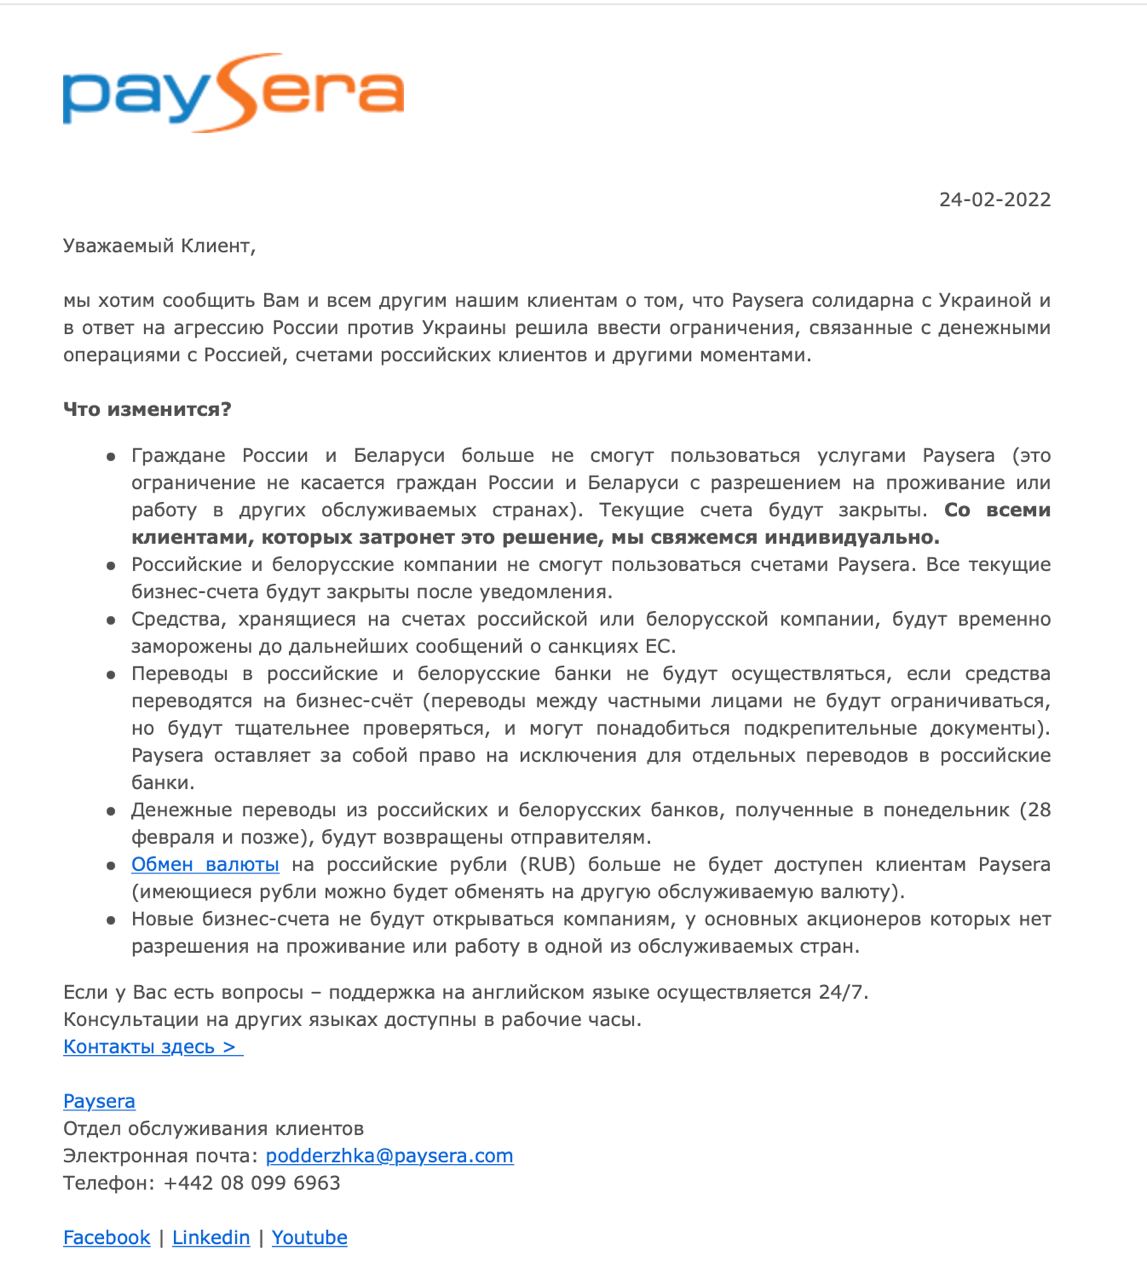 paysera
24-02-2022
Уважаемый Клиент,
мы хотим сообщить Вам и всем другим нашим клиентам о том, что Paysera солидарна с Украиной и
в ответ на агрессию России против Украины решила ввести ограничения, связанные с денежными
операциями с Россией, счетами российских клиентов и другими моментами.
Что изменится?
● Граждане России и Беларуси больше не смогут пользоваться услугами Paysera (это
ограничение не касается граждан России и Беларуси с разрешением на проживание или
работу в других обслуживаемых странах). Текущие счета будут закрыты. Со всеми
клиентами, которых затронет это решение, мы свяжемся индивидуально.
● Российские и белорусские компании не смогут пользоваться счетами Paysera. Все текущие
бизнес-счета будут закрыты после уведомления.
● Средства, хранящиеся на счетах российской или белорусской компании, будут временно
заморожены до дальнейших сообщений о санкциях ЕС.
● Переводы в российские и белорусские банки не будут осуществляться, если средства
переводятся на бизнес-счёт (переводы между частными лицами не будут ограничиваться,
но будут тщательнее проверяться, и могут понадобиться подкрепительные документы).
Paysera оставляет за собой право на исключения для отдельных переводов в российские
банки.
● Денежные переводы из российских и белорусских банков, полученные в понедельник (28
февраля и позже), будут возвращены отправителям.
● Обмен валюты на российские рубли (RUB) больше не будет доступен клиентам Paysera
(имеющиеся рубли можно будет обменять на другую обслуживаемую валюту).
● Новые бизнес-счета не будут открываться компаниям, у основных акционеров которых нет
разрешения на проживание или работу в одной из обслуживаемых стран.
Если у Вас есть вопросы – поддержка на английском языке осуществляется 24/7.
Консультации на других языках доступны в рабочие часы.
Контакты здесь >
Paysera
Отдел обслуживания клиентов
Электронная почта: podderzhka@paysera.com
Телефон: +442 08 099 6963
Facebook | Linkedin | Youtube